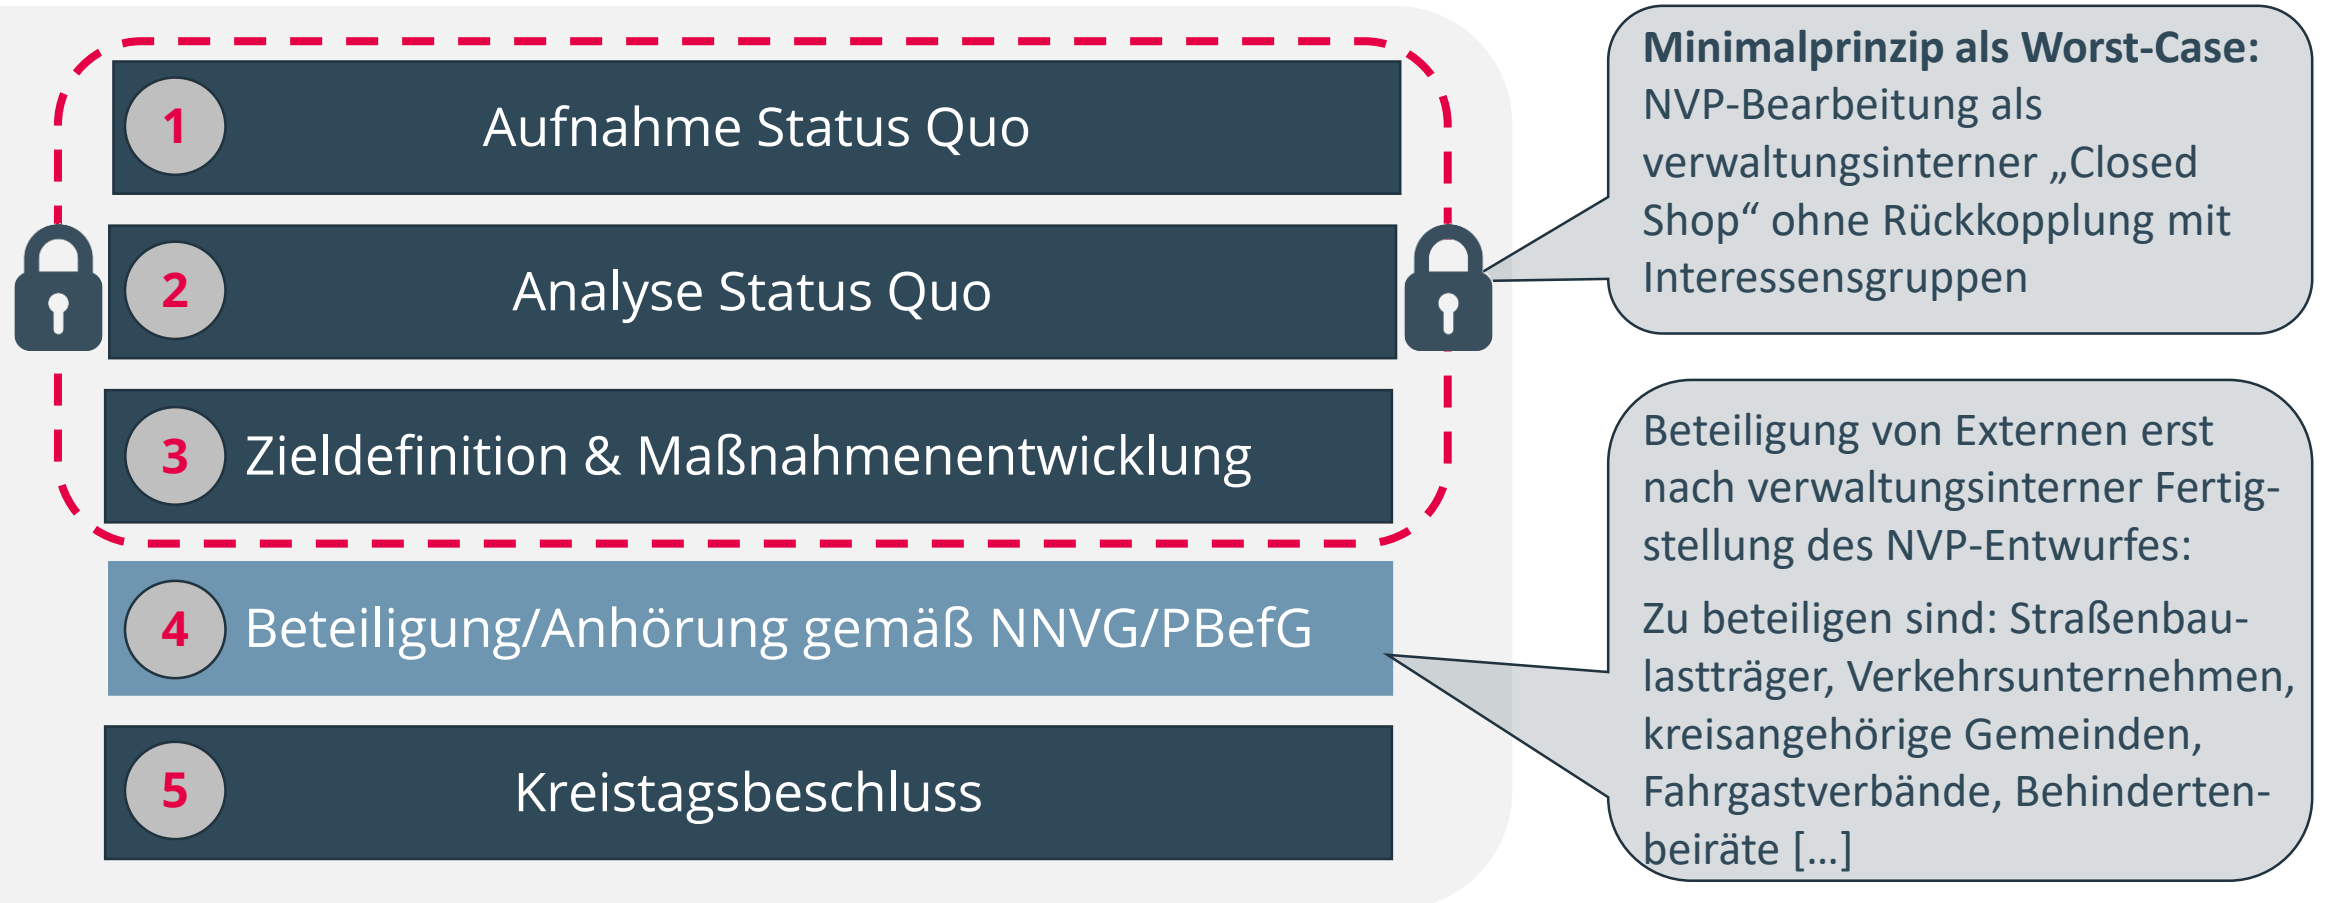 1
Aufnahme Status Quo
2
Analyse Status Quo
3
Zieldefinition & Maßnahmenentwicklung
4
Beteiligung/Anhörung gemäß NNVG/PBefG
5
Kreistagsbeschluss
Minimalprinzip als Worst-Case:
NVP-Bearbeitung als
verwaltungsinterner „Closed
Shop“ ohne Rückkopplung mit
Interessensgruppen
Beteiligung von Externen erst
nach verwaltungsinterner Fertig-
stellung des NVP-Entwurfes:
Zu beteiligen sind: Straßenbau-
lastträger, Verkehrsunternehmen,
kreisangehörige Gemeinden,
Fahrgastverbände, Behinderten-
beiräte […]